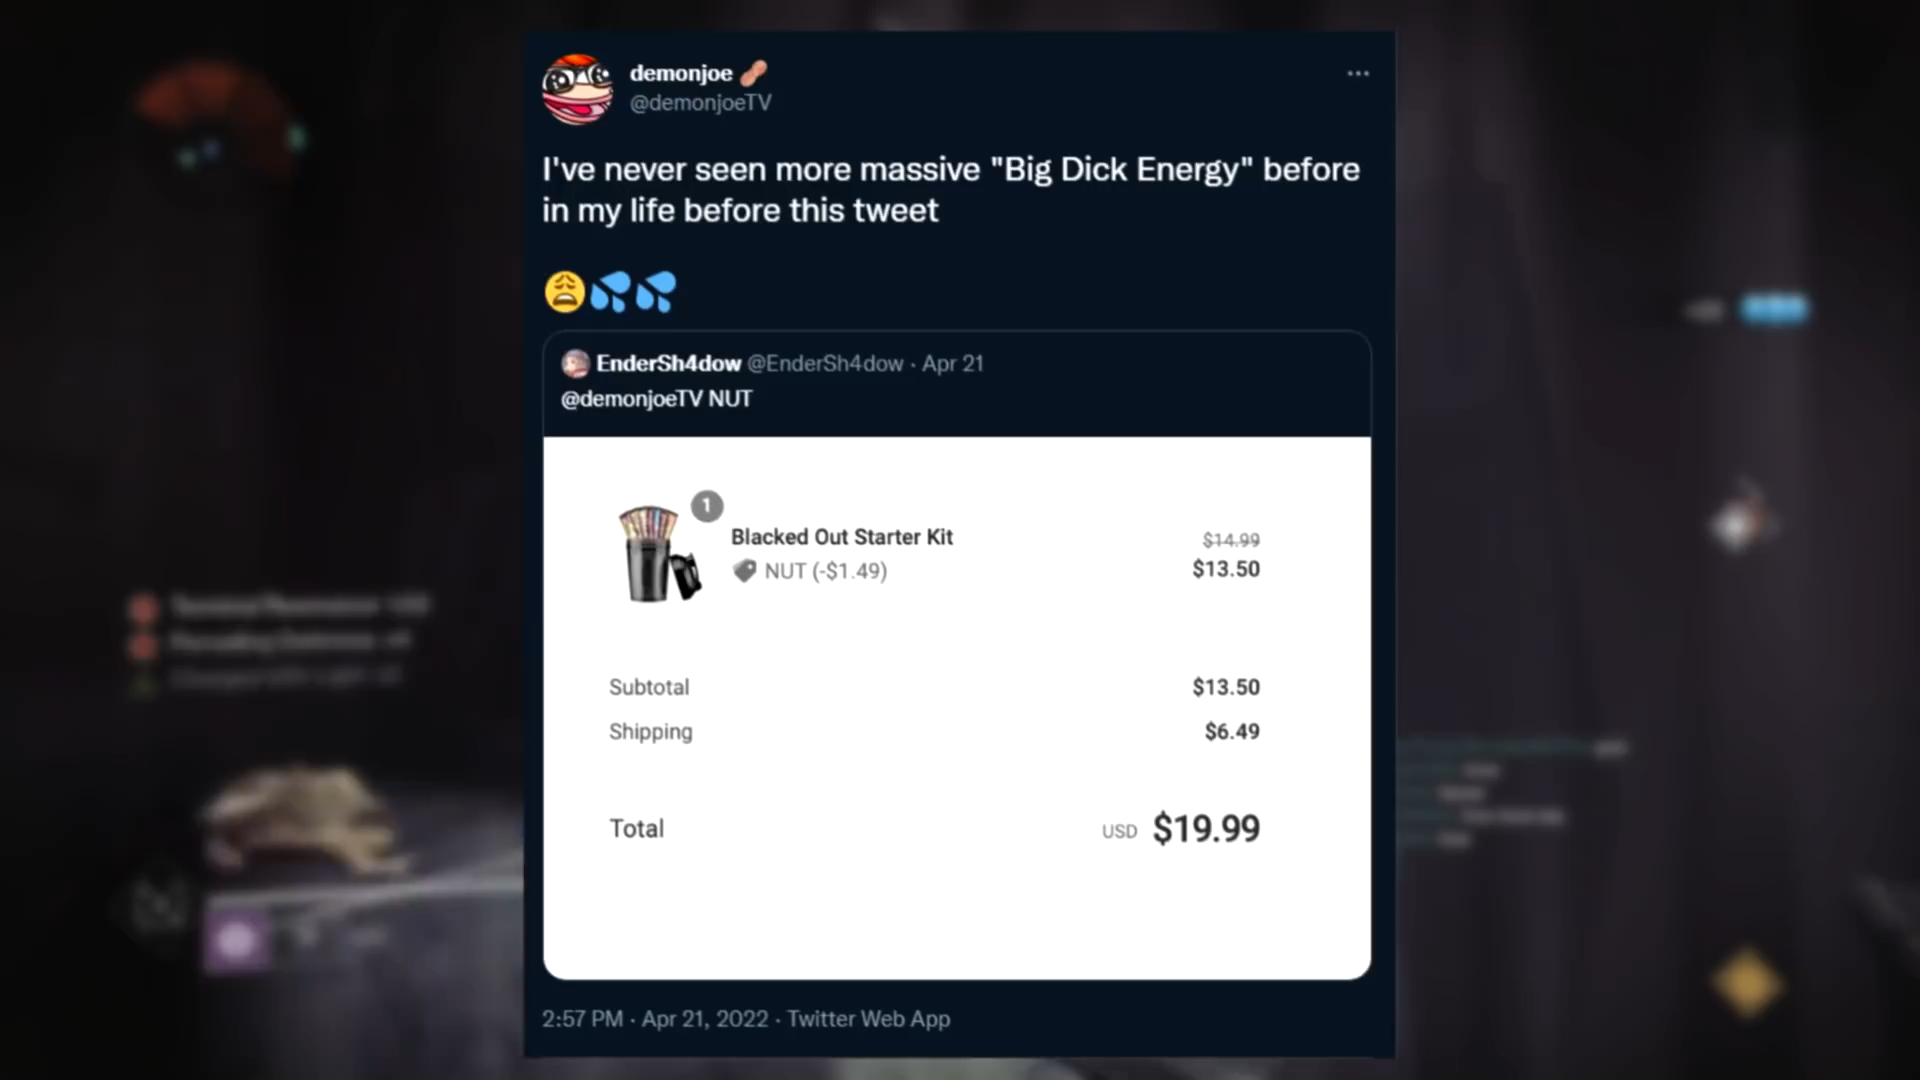 demonjoe 🥜
@demonjoeTV
I've never seen more massive "Big Dick Energy" before
in my life before this tweet
😩💦💦
EnderSh4dow @EnderSh4dow · Apr 21
@demonjoeTV NUT
1
Blacked Out Starter Kit
$14.99
NUT (-$1.49)
$13.50
Subtotal $13.50
Shipping $6.49
Total USD $19.99
2:57 PM · Apr 21, 2022 · Twitter Web App